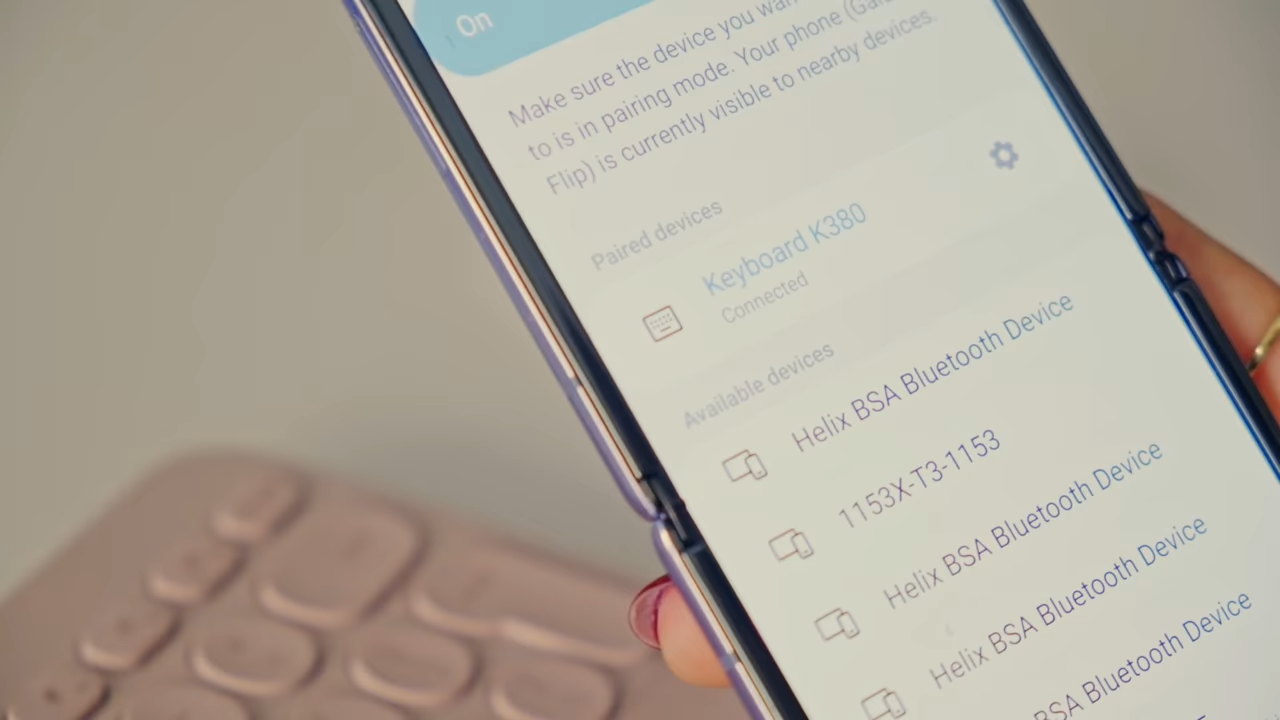 On
Make sure the device you
to is in pairing mode. Your phone
Flip) is currently visible to nearby devices.
Paired devices
Keyboard K380
Connected
Available devices
Helix BSA Bluetooth Device
1153X-T3-1153
Helix BSA Bluetooth Device
Helix BSA Bluetooth Device
BSA Bluetooth Device